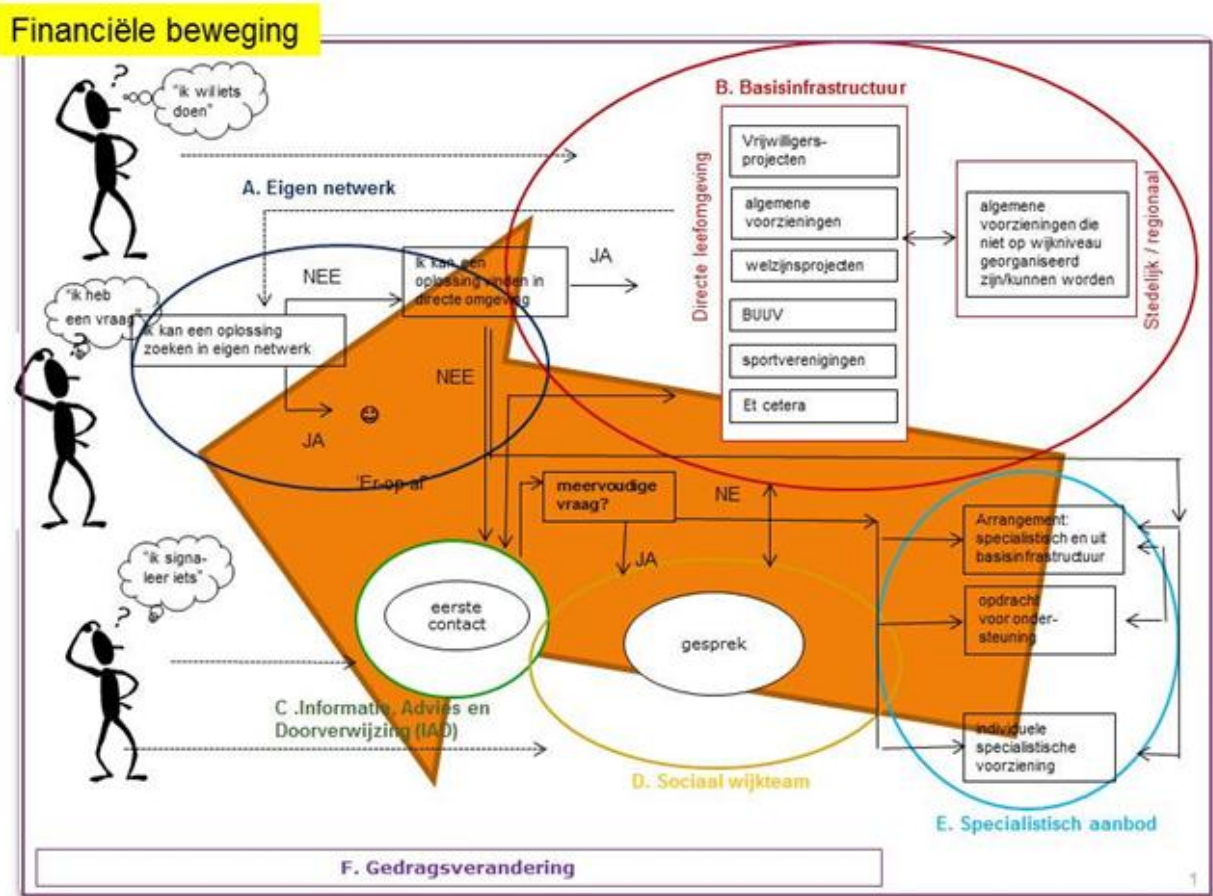 Financiële beweging
?
"ik wil iets
doen"
B. Basisinfrastructuur
A. Eigen netwerk
Directe leefomgeving
Vrijwilligers-
projecten
algemene
voorzieningen
welzijnsprojecten
BUUV
sportverenigingen
Et cetera
algemene
voorzieningen die
niet op wijkniveau
georganiseerd
zijn/kunnen worden
Stedelijk / regionaal
NEE
ik kan een
oplossing vinden in
directe omgeving
JA
"ik heb
een vraag"
?
ik kan een oplossing
zoeken in eigen netwerk
NEE
JA
'Er-op-af'
meervoudige
vraag?
NE
JA
Arrangement:
specialistisch en uit
basisinfrastructuur
opdracht
voor onder-
steuning
individuele
specialistische
voorziening
"ik signa-
leer iets"
?
eerste
contact
gesprek
C .Informatie, Advies en
Doorverwijzing (IAD)
D. Sociaal wijkteam
E. Specialistisch aanbod
F. Gedragsverandering
1